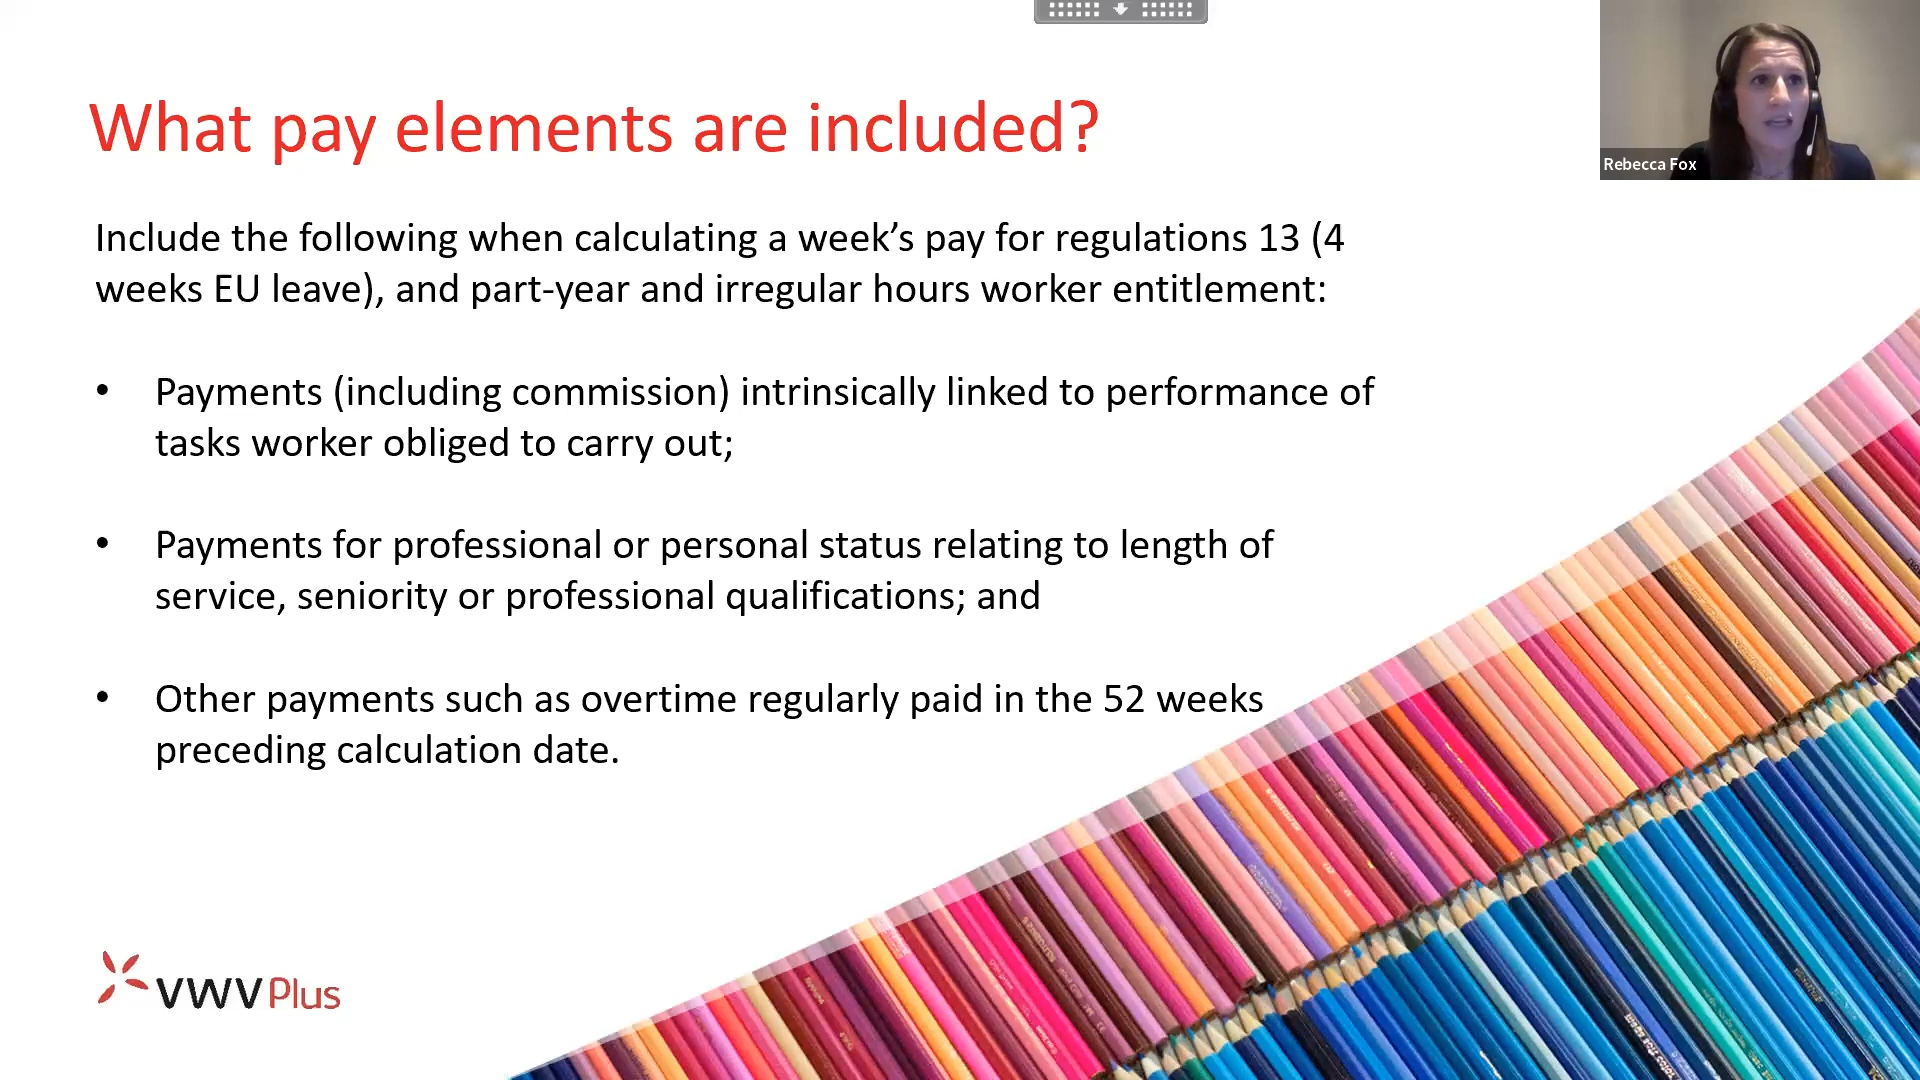 What pay elements are included?
Rebecca Fox
Include the following when calculating a week’s pay for regulations 13 (4
weeks EU leave), and part-year and irregular hours worker entitlement:
• Payments (including commission) intrinsically linked to performance of
tasks worker obliged to carry out;
• Payments for professional or personal status relating to length of
service, seniority or professional qualifications; and
• Other payments such as overtime regularly paid in the 52 weeks
preceding calculation date.
VWV Plus